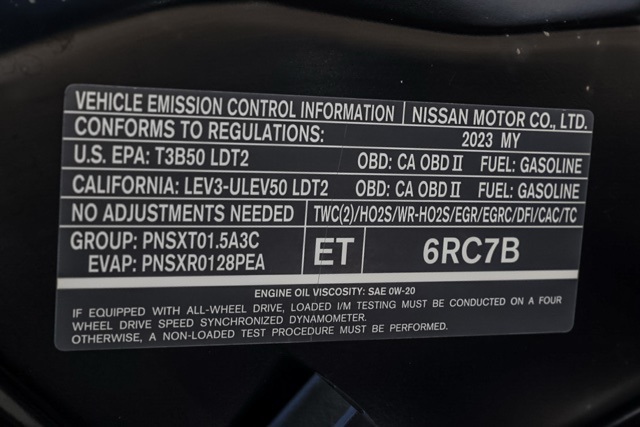 VEHICLE EMISSION CONTROL INFORMATION NISSAN MOTOR CO., LTD.
CONFORMS TO REGULATIONS: 2023 MY
U.S. EPA: T3B50 LDT2 OBD: CA OBD II FUEL: GASOLINE
CALIFORNIA: LEV3-ULEV50 LDT2 OBD: CA OBD II FUEL: GASOLINE
NO ADJUSTMENTS NEEDED TWC(2)/HO2S/WR-HO2S/EGR/EGRC/DFI/CAC/TC
GROUP: PNSXT01.5A3C ET 6RC7B
EVAP: PNSXR0128PEA
ENGINE OIL VISCOSITY: SAE 0W-20
IF EQUIPPED WITH ALL-WHEEL DRIVE, LOADED I/M TESTING MUST BE CONDUCTED ON A FOUR
WHEEL DRIVE SPEED SYNCHRONIZED DYNAMOMETER.
OTHERWISE, A NON-LOADED TEST PROCEDURE MUST BE PERFORMED.